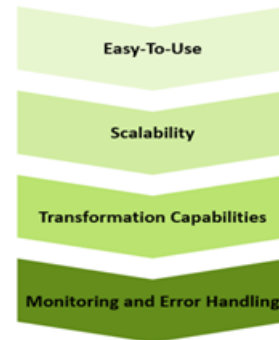 Easy-To-Use
Scalability
Transformation Capabilities
Monitoring and Error Handling